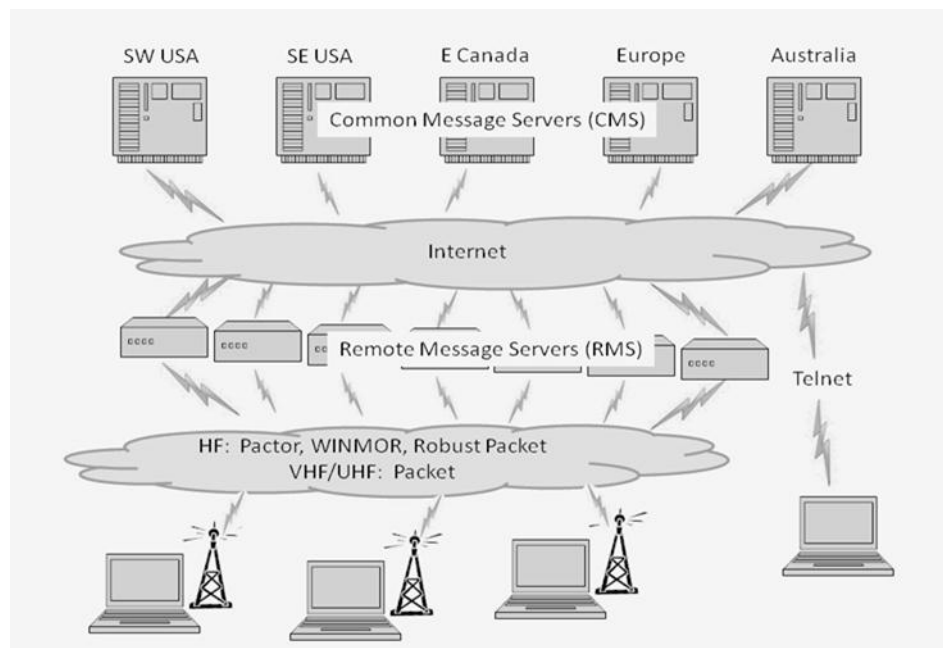 SW USA
SE USA
E Canada
Europe
Australia
Common Message Servers (CMS)
Internet
Remote Message Servers (RMS)
Telnet
HF: Pactor, WINMOR, Robust Packet
VHF/UHF: Packet